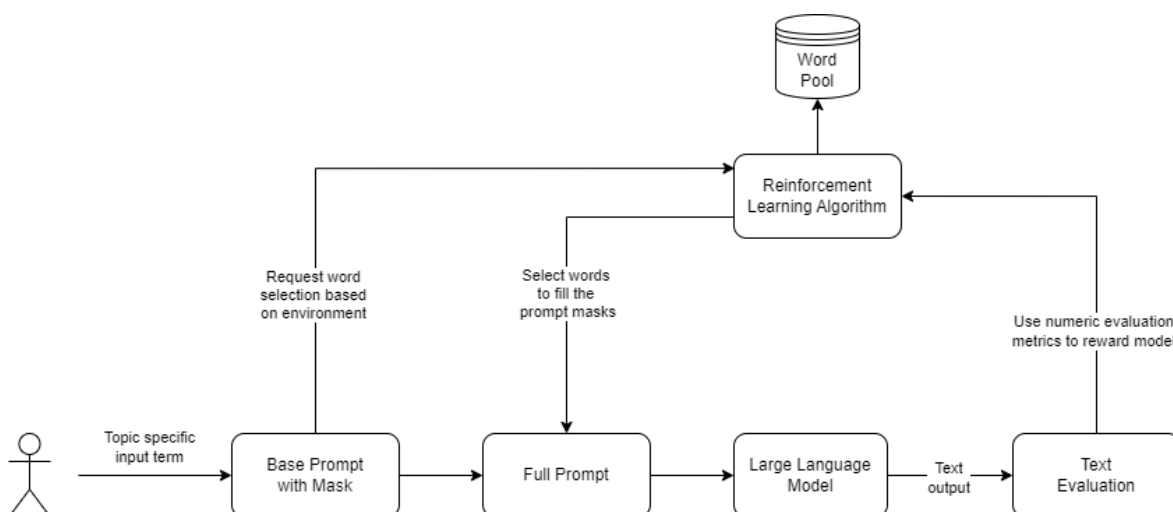 Word
Pool
Reinforcement
Learning Algorithm
Request word
selection based
on environment
Select words
to fill the
prompt masks
Use numeric evaluation
metrics to reward model
Topic specific
input term
Base Prompt
with Mask
Full Prompt
Large Language
Model
Text
output
Text
Evaluation